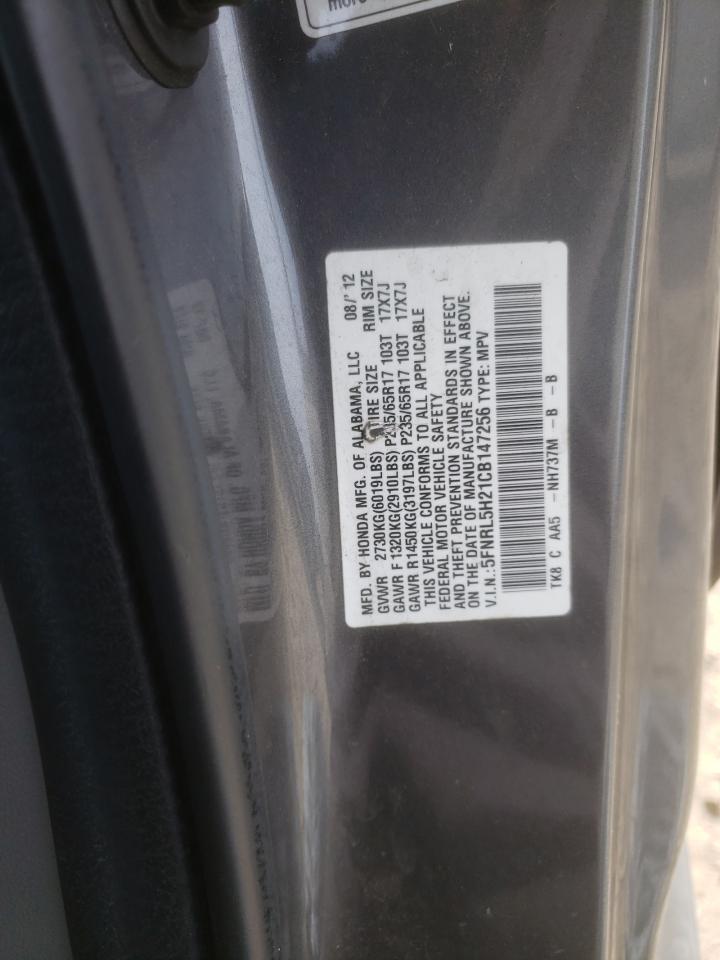 more
MFD. BY HONDA MFG. OF ALABAMA, LLC 08/'12
GVWR 2730KG(6019LBS) TIRE SIZE RIM SIZE
GAWR F 1320KG(2910LBS) P235/65R17 103T 17X7J
GAWR R1450KG(3197LBS) P235/65R17 103T 17X7J
THIS VEHICLE CONFORMS TO ALL APPLICABLE
FEDERAL MOTOR VEHICLE SAFETY
AND THEFT PREVENTION STANDARDS IN EFFECT
ON THE DATE OF MANUFACTURE SHOWN ABOVE.
V.I.N.:5FNRL5H21CB147256 TYPE: MPV
TK8 C AA5 -NH737M -B -B